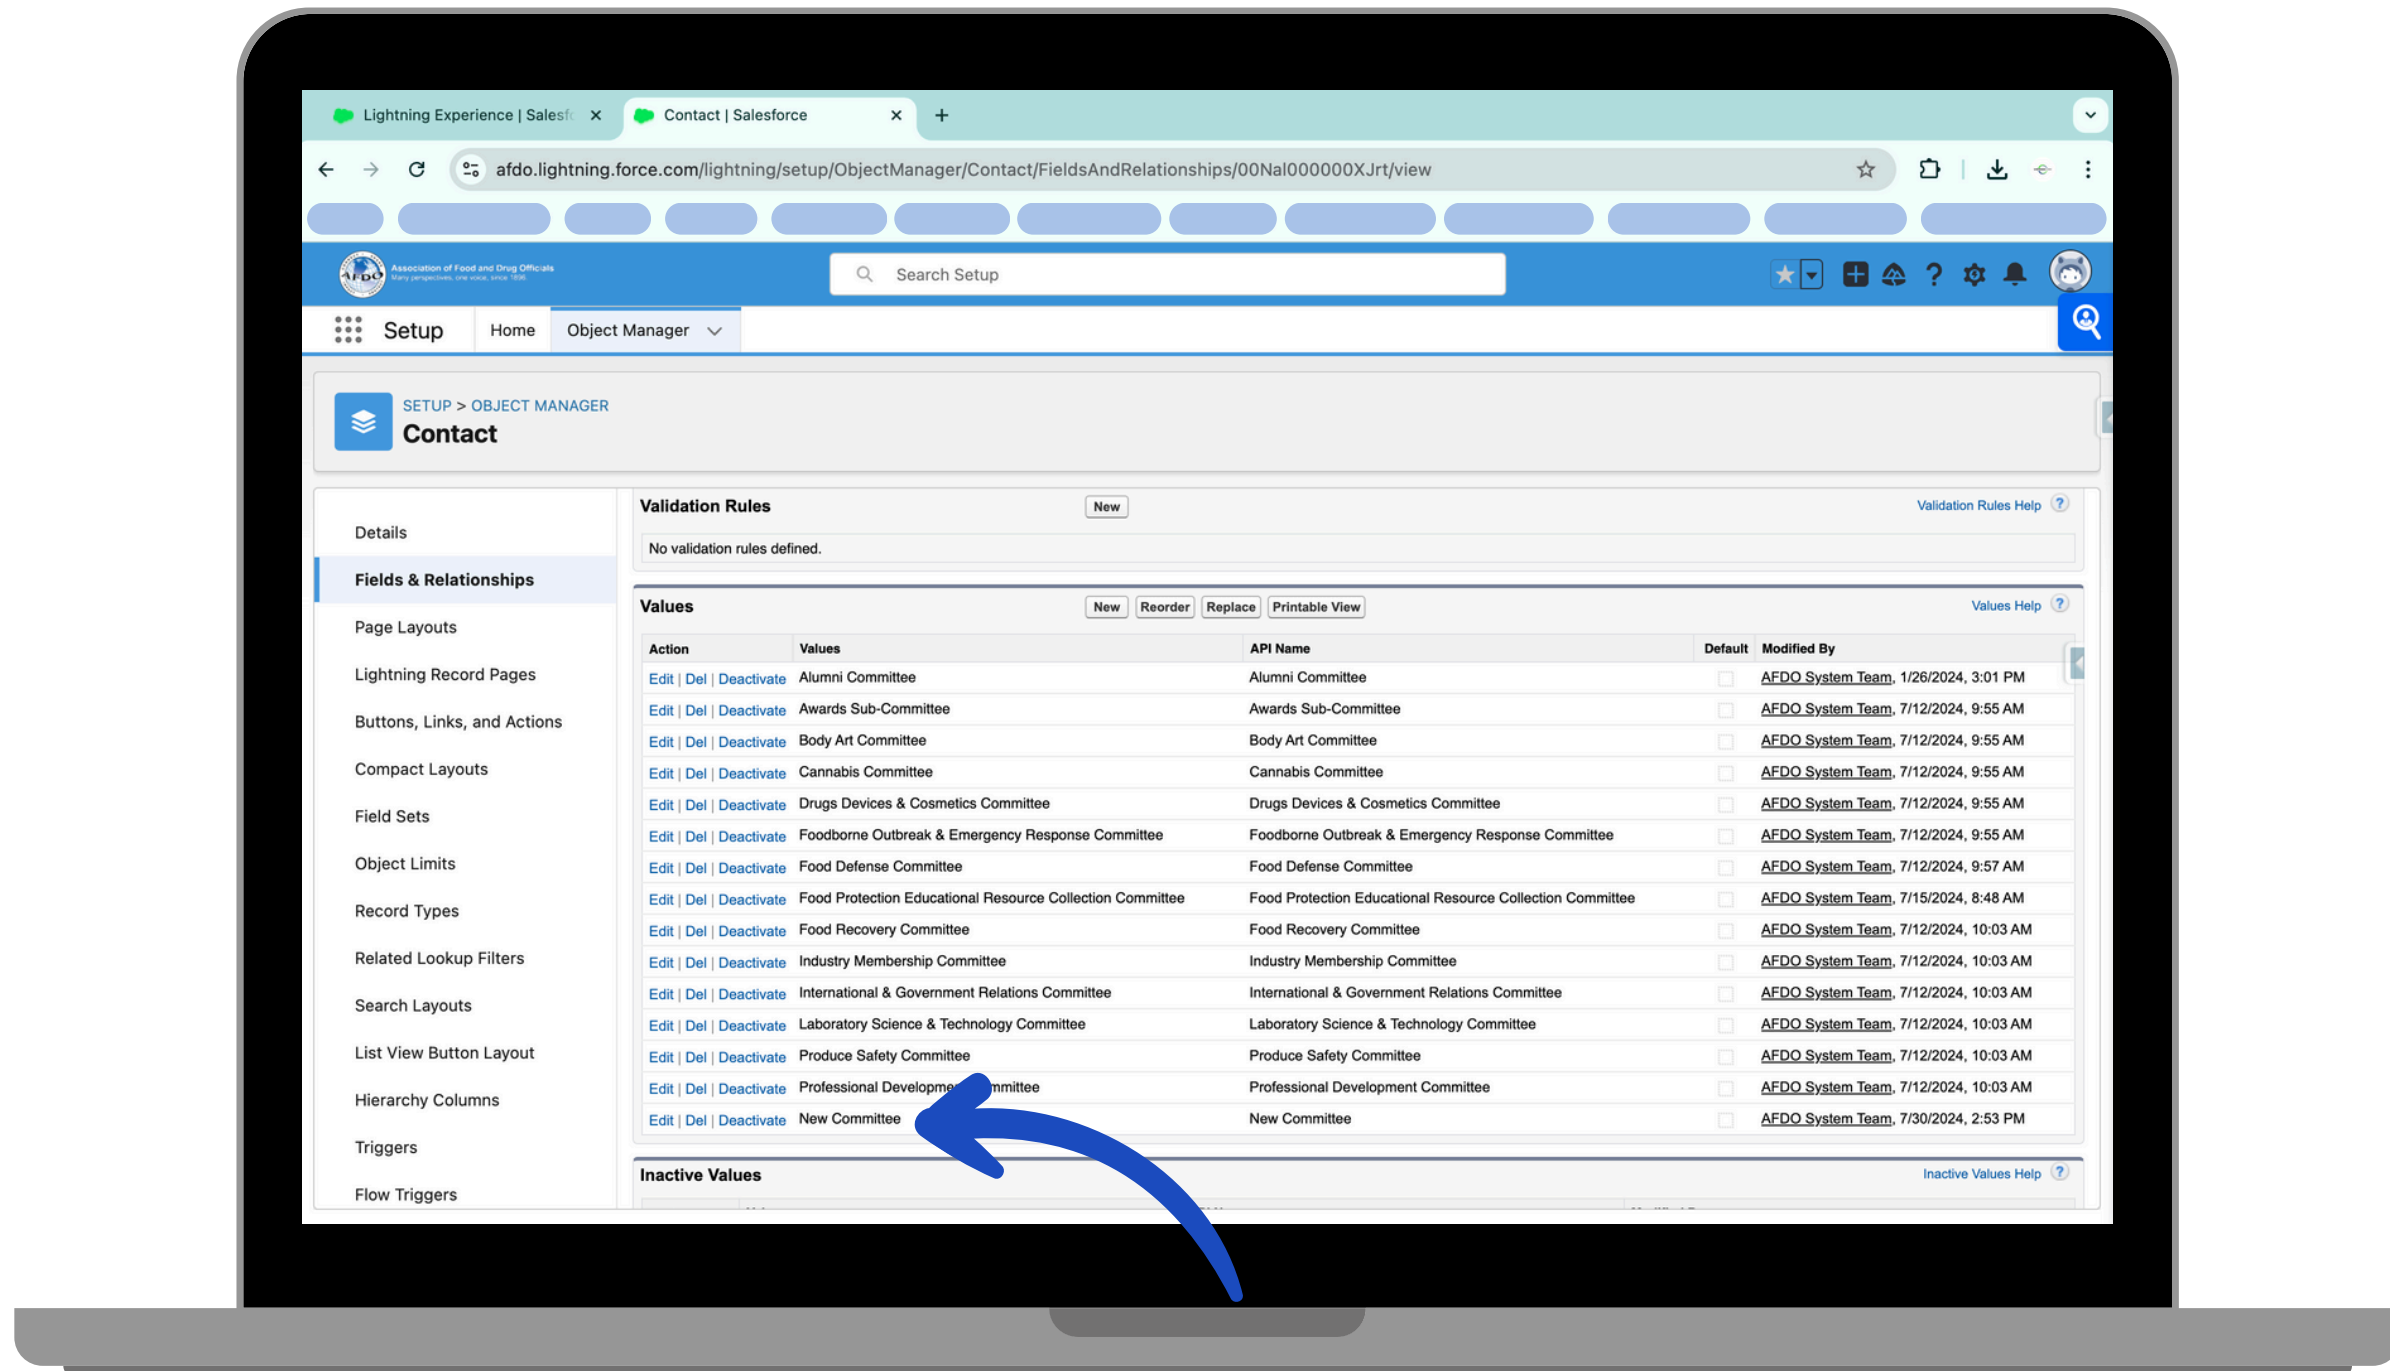 Lightning Experience | Salesf
Contact | Salesforce
afdo.lightning.force.com/lightning/setup/ObjectManager/Contact/FieldsAndRelationships/00Nal000000XJrt/view
AFDO
Association of Food and Drug Officials
Many perspectives, one voice, since 1896.
Search Setup
Setup Home Object Manager
SETUP > OBJECT MANAGER
Contact
Details
Fields & Relationships
Page Layouts
Lightning Record Pages
Buttons, Links, and Actions
Compact Layouts
Field Sets
Object Limits
Record Types
Related Lookup Filters
Search Layouts
List View Button Layout
Hierarchy Columns
Triggers
Flow Triggers
Validation Rules New Validation Rules Help ?
No validation rules defined.
Values New Reorder Replace Printable View Values Help ?
Action Values API Name Default Modified By
Edit | Del | Deactivate Alumni Committee Alumni Committee AFDO System Team, 1/26/2024, 3:01 PM
Edit | Del | Deactivate Awards Sub-Committee Awards Sub-Committee AFDO System Team, 7/12/2024, 9:55 AM
Edit | Del | Deactivate Body Art Committee Body Art Committee AFDO System Team, 7/12/2024, 9:55 AM
Edit | Del | Deactivate Cannabis Committee Cannabis Committee AFDO System Team, 7/12/2024, 9:55 AM
Edit | Del | Deactivate Drugs Devices & Cosmetics Committee Drugs Devices & Cosmetics Committee AFDO System Team, 7/12/2024, 9:55 AM
Edit | Del | Deactivate Foodborne Outbreak & Emergency Response Committee Foodborne Outbreak & Emergency Response Committee AFDO System Team, 7/12/2024, 9:55 AM
Edit | Del | Deactivate Food Defense Committee Food Defense Committee AFDO System Team, 7/12/2024, 9:57 AM
Edit | Del | Deactivate Food Protection Educational Resource Collection Committee Food Protection Educational Resource Collection Committee AFDO System Team, 7/15/2024, 8:48 AM
Edit | Del | Deactivate Food Recovery Committee Food Recovery Committee AFDO System Team, 7/12/2024, 10:03 AM
Edit | Del | Deactivate Industry Membership Committee Industry Membership Committee AFDO System Team, 7/12/2024, 10:03 AM
Edit | Del | Deactivate International & Government Relations Committee International & Government Relations Committee AFDO System Team, 7/12/2024, 10:03 AM
Edit | Del | Deactivate Laboratory Science & Technology Committee Laboratory Science & Technology Committee AFDO System Team, 7/12/2024, 10:03 AM
Edit | Del | Deactivate Produce Safety Committee Produce Safety Committee AFDO System Team, 7/12/2024, 10:03 AM
Edit | Del | Deactivate Professional Developme mmittee Professional Development Committee AFDO System Team, 7/12/2024, 10:03 AM
Edit | Del | Deactivate New Committee New Committee AFDO System Team, 7/30/2024, 2:53 PM
Inactive Values Inactive Values Help ?